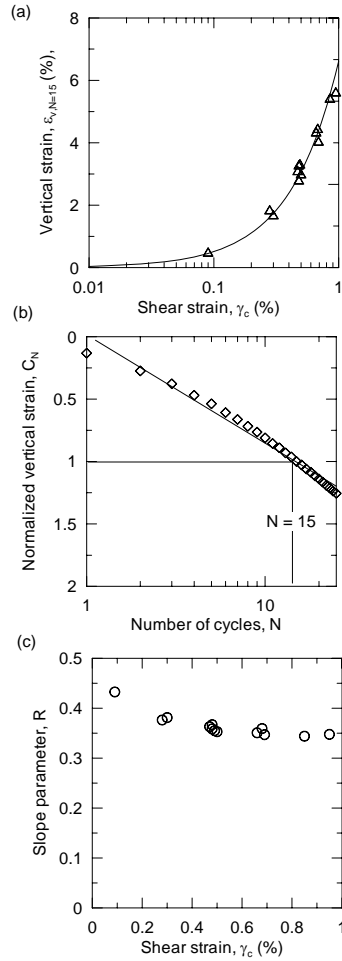 (a)
Vertical strain, εv,N=15 (%)
8
6
4
2
0
0.01
0.1
1
Shear strain, γc (%)
(b)
Normalized vertical strain, CN
0
0.5
1
1.5
2
N = 15
1
10
Number of cycles, N
(c)
Slope parameter, R
0.5
0.4
0.3
0.2
0.1
0
0 0.2 0.4 0.6 0.8 1
Shear strain, γc (%)